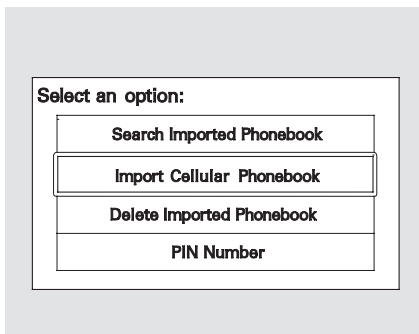 Select an option:
Search Imported Phonebook
Import Cellular Phonebook
Delete Imported Phonebook
PIN Number